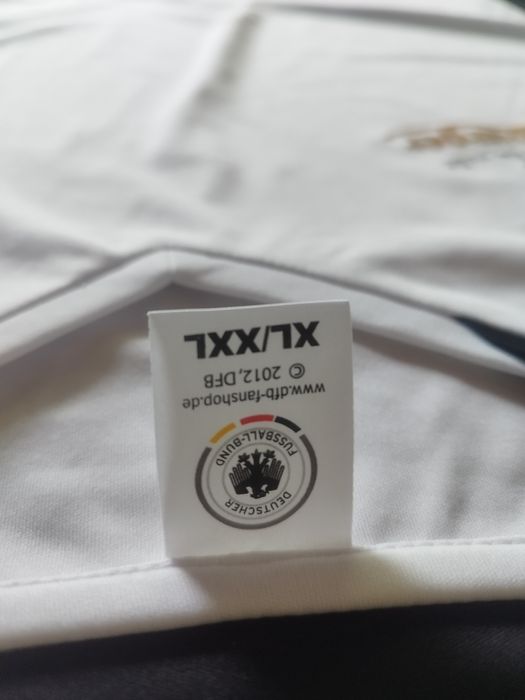 DEUTSCHER
FUSSBALL-BUND
www.dfb-fanshop.de
© 2012, DFB
XL/XXL